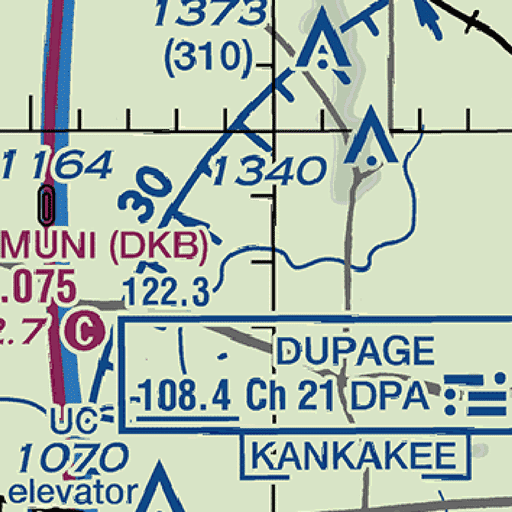 1373
(310)
1164
1340
30
MUNI (DKB)
.075
122.3
2.7 C
DUPAGE
108.4 Ch 21 DPA
UC
KANKAKEE
1070
elevator